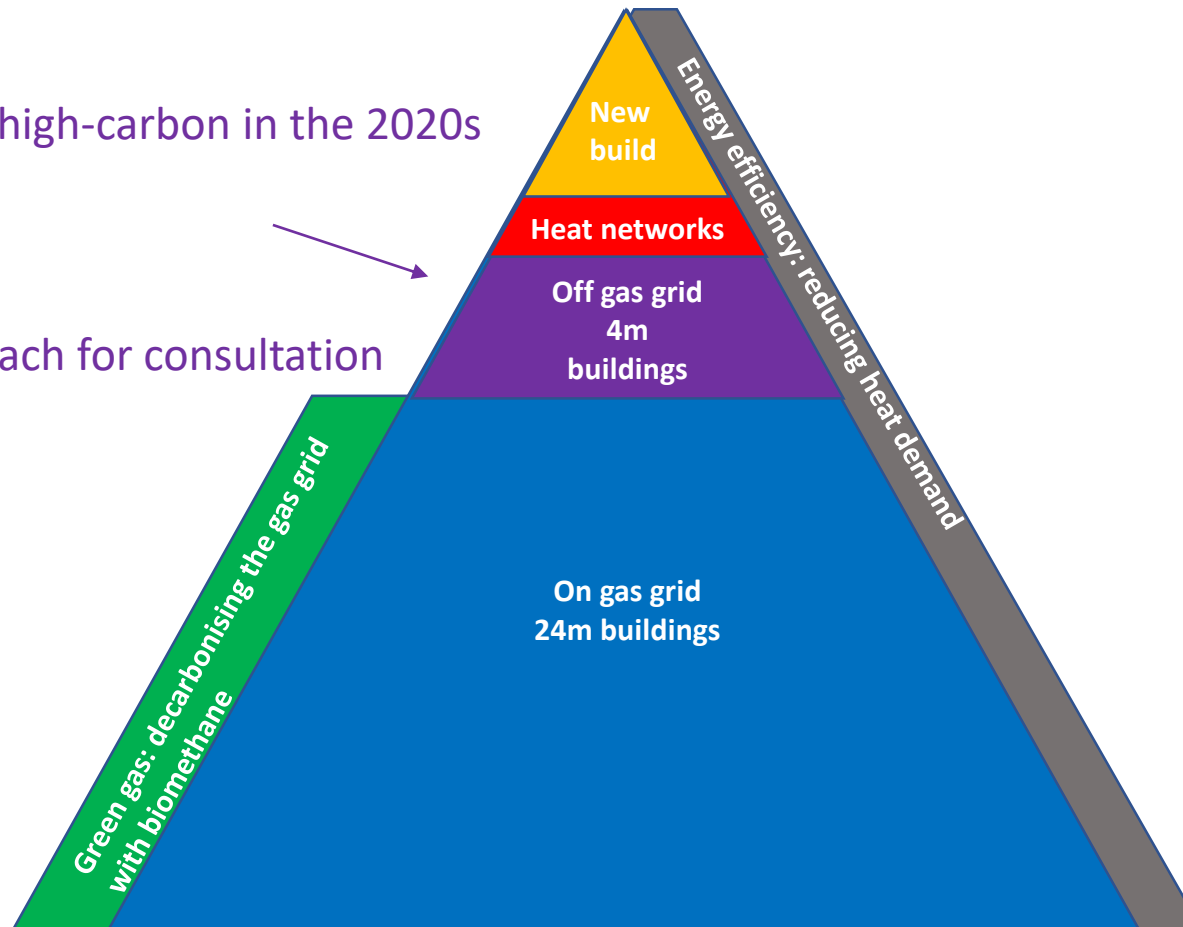 high-carbon in the 2020s
ach for consultation
New
build
Heat networks
Off gas grid
4m
buildings
On gas grid
24m buildings
Green gas: decarbonising the gas grid
with biomethane
Energy efficiency: reducing heat demand